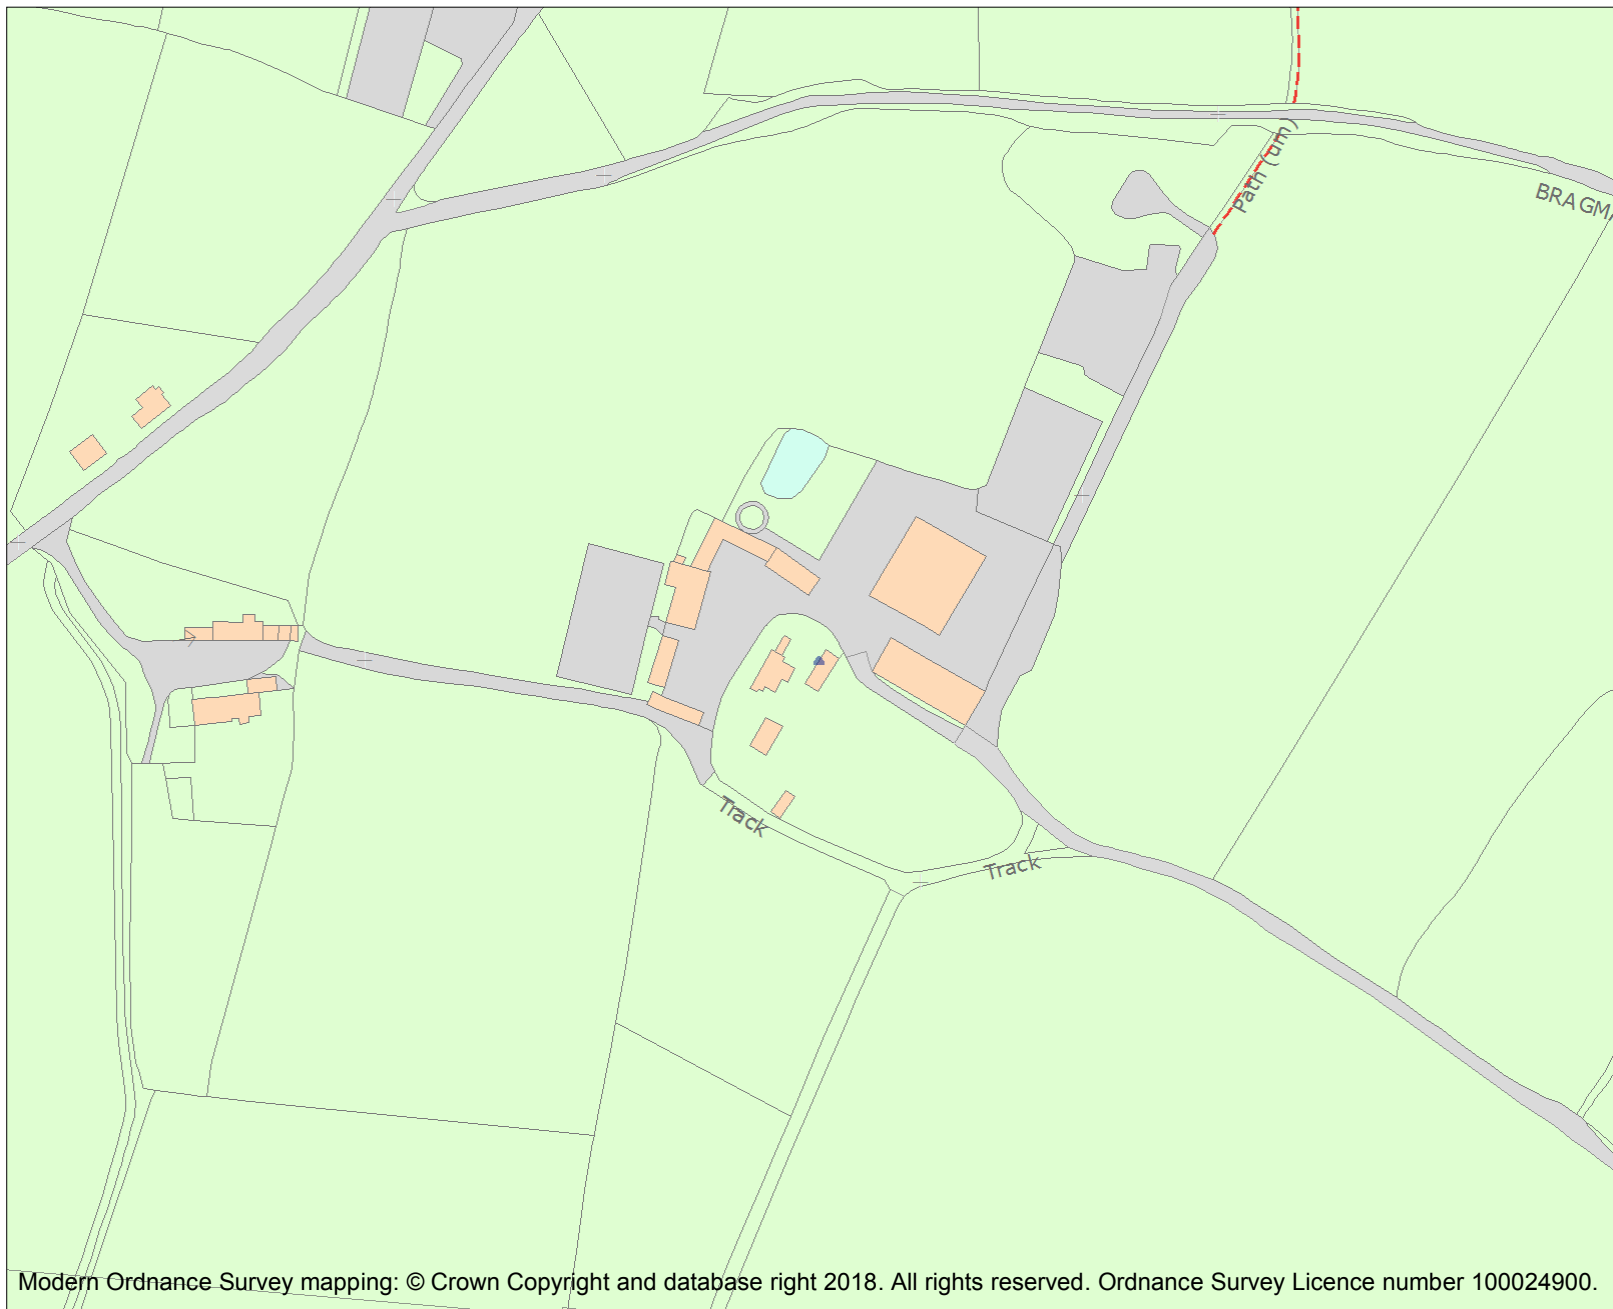 Path (um)
BRAGMA
Track
Track
Modern Ordnance Survey mapping: © Crown Copyright and database right 2018. All rights reserved. Ordnance Survey Licence number 100024900.